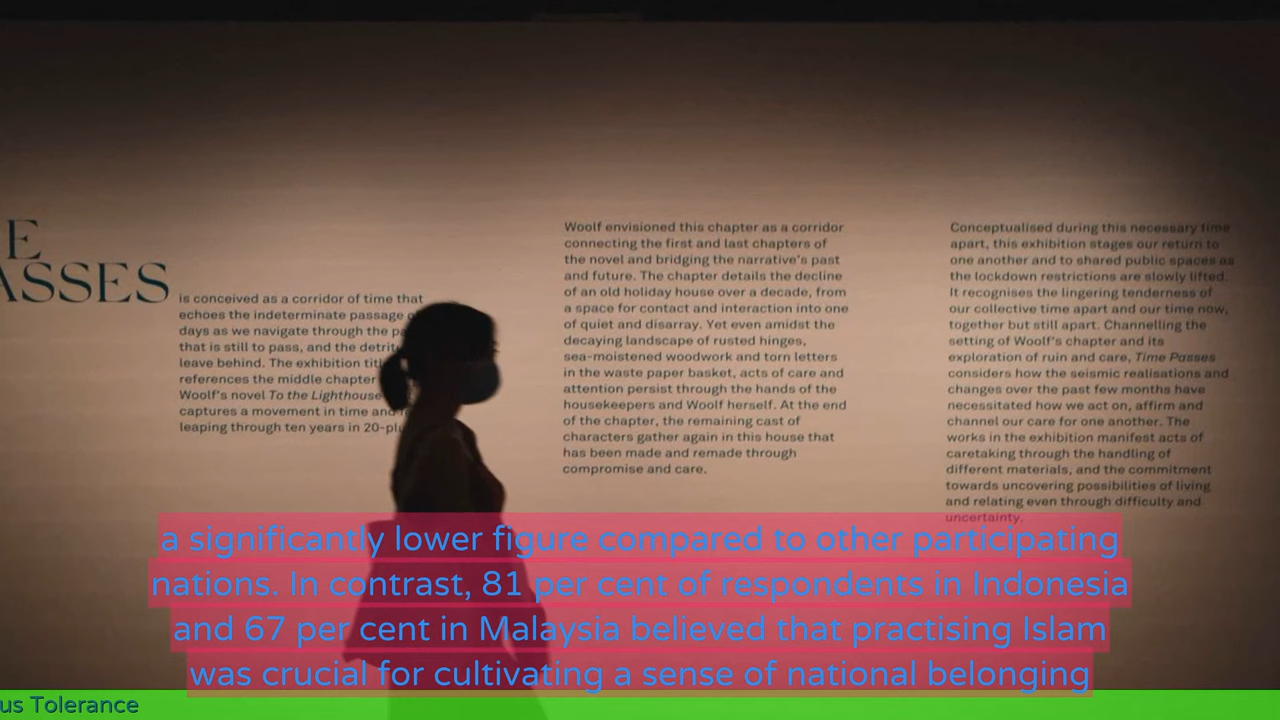 E
ASSES
is conceived as a corridor of time that
echoes the indeterminate passage
days as we navigate through the
that is still to pass, and the
leave behind. The exhibition
references the middle chapter
Woolf's novel To the Lighthouse
captures a movement in time and
leaping through ten years in
Woolf envisioned this chapter as a corridor
connecting the first and last chapters of
the novel and bridging the narrative's past
and future. The chapter details the decline
of an old holiday house over a decade, from
a space for contact and interaction into one
of quiet and disarray. Yet even amidst the
decaying landscape of rusted hinges,
sea-moistened woodwork and torn letters
in the waste paper basket, acts of care and
attention persist through the hands of the
housekeepers and Woolf herself. At the end
of the chapter, the remaining cast of
characters gather again in this house that
has been made and remade through
compromise and care.
Conceptualised during this necessary time
apart, this exhibition stages our return to
one another and to shared public spaces as
the lockdown restrictions are slowly lifted.
It recognises the lingering tenderness of
our collective time apart and our time now,
together but still apart. Channelling the
setting of Woolf's chapter and its
exploration of ruin and care, Time Passes
considers how the seismic realisations and
changes over the past few months have
necessitated how we act on, affirm and
channel our care for one another. The
works in the exhibition manifest acts of
caretaking through the handling of
different materials, and the commitment
towards uncovering possibilities of living
and relating even through difficulty and
uncertainty.
a significantly lower figure compared to other participating
nations. In contrast, 81 per cent of respondents in Indonesia
and 67 per cent in Malaysia believed that practising Islam
was crucial for cultivating a sense of national belonging
us Tolerance